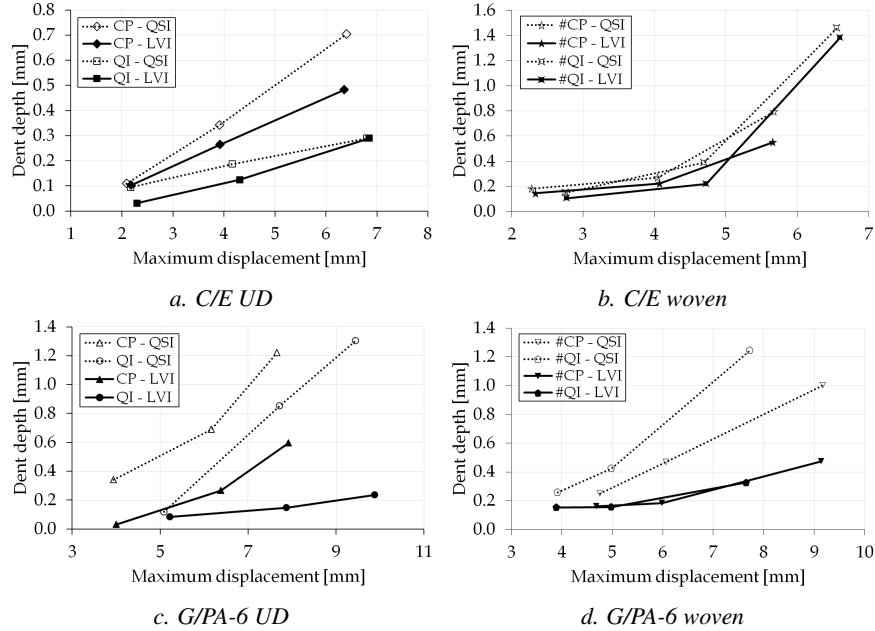 0.8
0.7
0.6
0.5
0.4
0.3
0.2
0.1
0.0
Dent depth [mm]
CP - QSI
CP - LVI
QI - QSI
QI - LVI
1 2 3 4 5 6 7 8
Maximum displacement [mm]
a. C/E UD
1.6
1.4
1.2
1.0
0.8
0.6
0.4
0.2
0.0
Dent depth [mm]
#CP - QSI
#CP - LVI
#QI - QSI
#QI - LVI
2 3 4 5 6 7
Maximum displacement [mm]
b. C/E woven
1.4
1.2
1.0
0.8
0.6
0.4
0.2
0.0
Dent depth [mm]
CP - QSI
QI - QSI
CP - LVI
QI - LVI
3 5 7 9 11
Maximum displacement [mm]
c. G/PA-6 UD
1.4
1.2
1.0
0.8
0.6
0.4
0.2
0.0
Dent depth [mm]
#CP - QSI
#QI - QSI
#CP - LVI
#QI - LVI
3 4 5 6 7 8 9 10
Maximum displacement [mm]
d. G/PA-6 woven